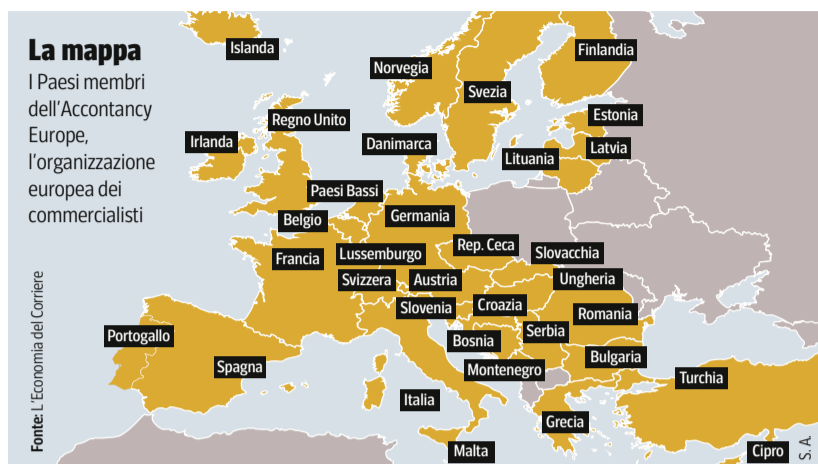 La mappa
I Paesi membri
dell'Accontancy
Europe,
l'organizzazione
europea dei
commercialisti
Fonte: L'Economia del Corriere
Islanda
Finlandia
Norvegia
Svezia
Regno Unito
Estonia
Irlanda
Danimarca
Latvia
Lituania
Paesi Bassi
Belgio
Germania
Rep. Ceca
Francia
Lussemburgo
Slovacchia
Svizzera
Austria
Ungheria
Slovenia
Croazia
Romania
Portogallo
Bosnia
Serbia
Spagna
Montenegro
Bulgaria
Turchia
Italia
Grecia
Malta
Cipro
S. A.